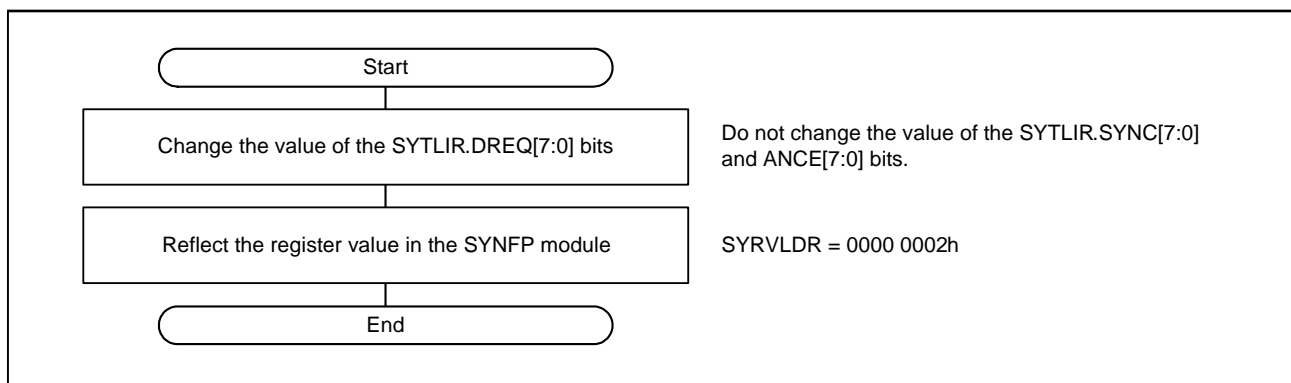 Start
Change the value of the SYTLIR.DREQ[7:0] bits
Do not change the value of the SYTLIR.SYNC[7:0]
and ANCE[7:0] bits.
Reflect the register value in the SYNFP module
SYRVLDR = 0000 0002h
End